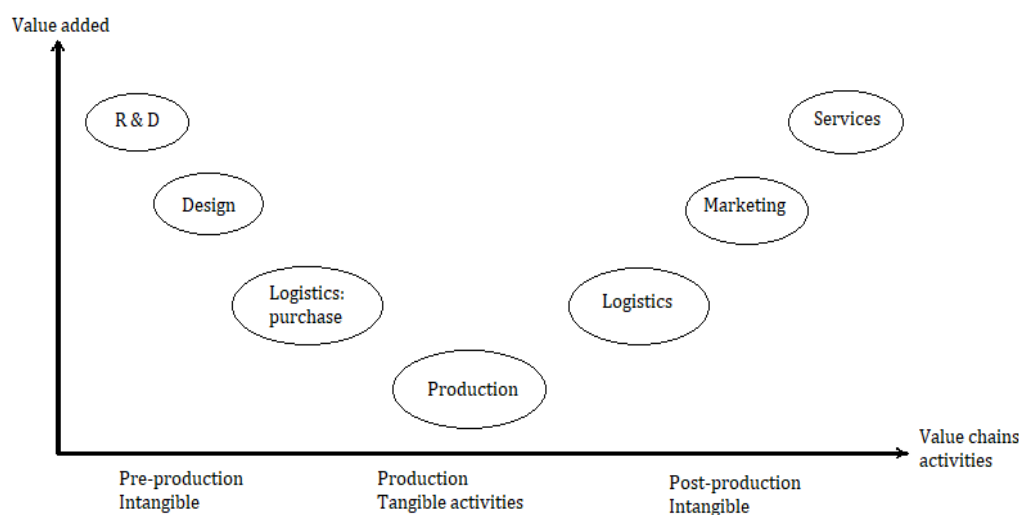 Value added
R & D
Services
Design
Marketing
Logistics:
purchase
Logistics
Production
Value chains
activities
Pre-production
Intangible
Production
Tangible activities
Post-production
Intangible